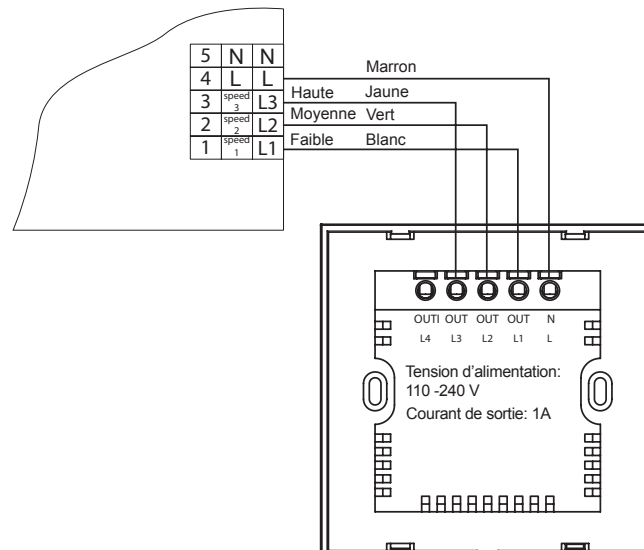 5 N N
4 L L
3 speed 3 L3
2 speed 2 L2
1 speed 1 L1
Marron
Haute Jaune
Moyenne Vert
Faible Blanc
OUTI OUT OUT OUT N
L4 L3 L2 L1 L
Tension d'alimentation:
110 -240 V
Courant de sortie: 1A